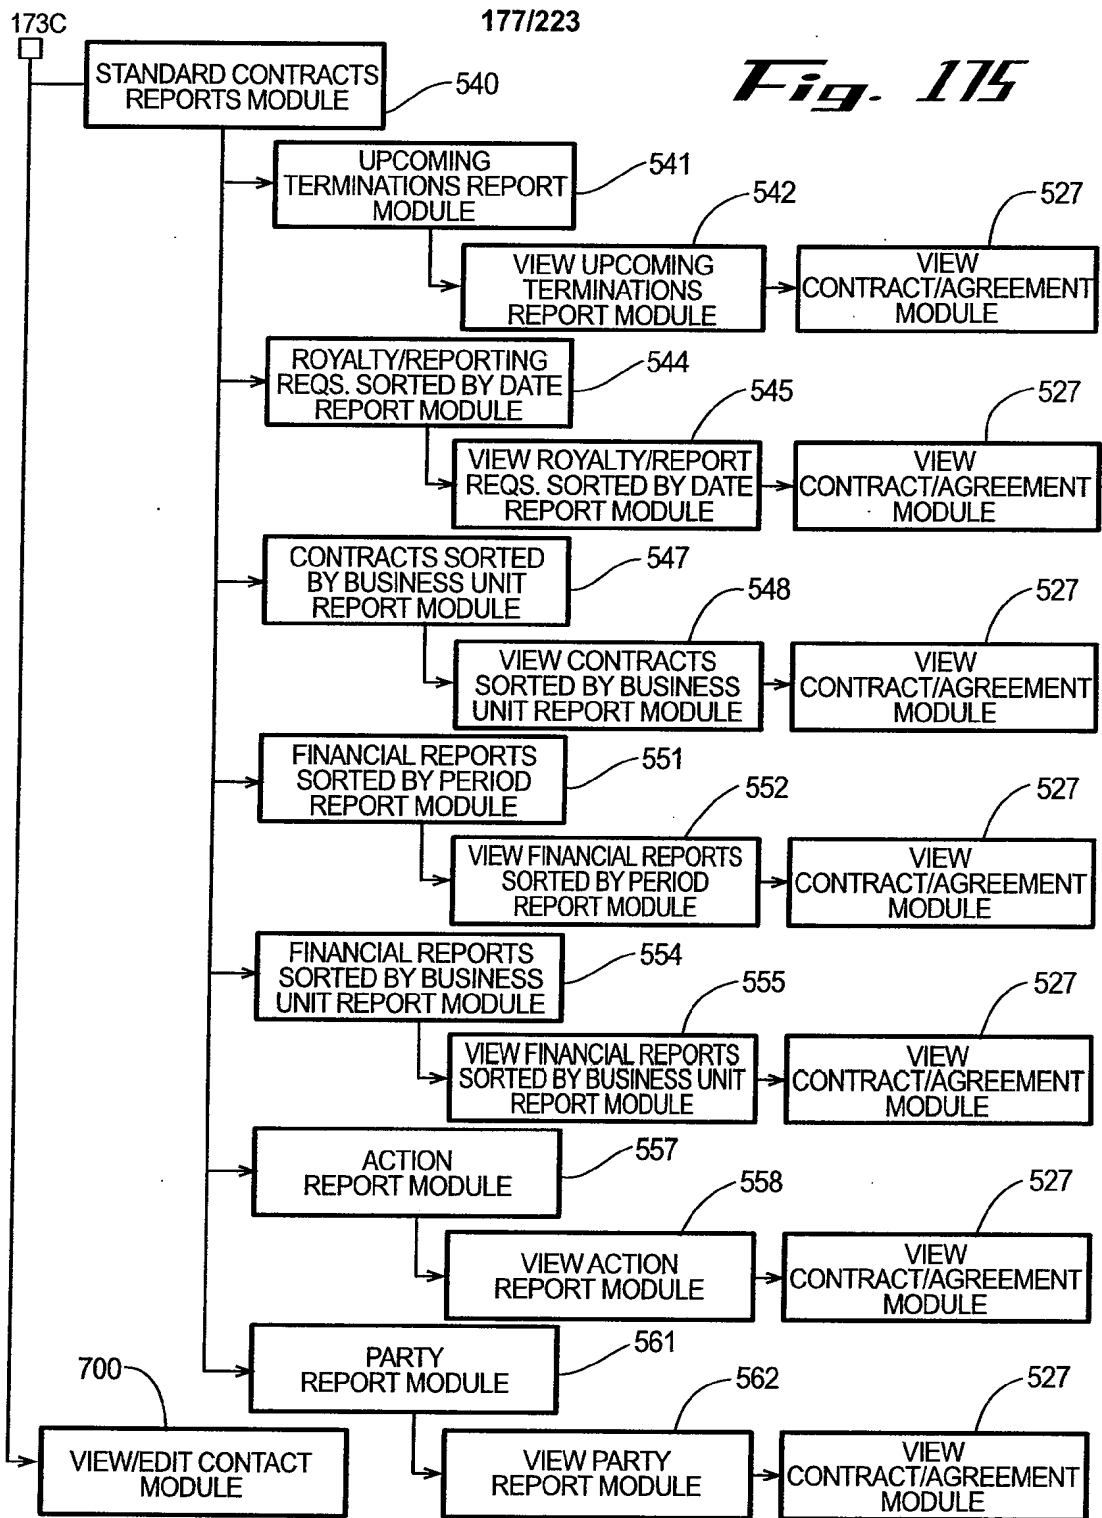 173C
177/223
Fig. 175
STANDARD CONTRACTS
REPORTS MODULE
540
UPCOMING
TERMINATIONS REPORT
MODULE
541
542
527
VIEW UPCOMING
TERMINATIONS
REPORT MODULE
VIEW
CONTRACT/AGREEMENT
MODULE
ROYALTY/REPORTING
REQS. SORTED BY DATE
REPORT MODULE
544
545
527
VIEW ROYALTY/REPORT
REQS. SORTED BY DATE
REPORT MODULE
VIEW
CONTRACT/AGREEMENT
MODULE
CONTRACTS SORTED
BY BUSINESS UNIT
REPORT MODULE
547
548
527
VIEW CONTRACTS
SORTED BY BUSINESS
UNIT REPORT MODULE
VIEW
CONTRACT/AGREEMENT
MODULE
FINANCIAL REPORTS
SORTED BY PERIOD
REPORT MODULE
551
552
527
VIEW FINANCIAL REPORTS
SORTED BY PERIOD
REPORT MODULE
VIEW
CONTRACT/AGREEMENT
MODULE
FINANCIAL REPORTS
SORTED BY BUSINESS
UNIT REPORT MODULE
554
555
527
VIEW FINANCIAL REPORTS
SORTED BY BUSINESS UNIT
REPORT MODULE
VIEW
CONTRACT/AGREEMENT
MODULE
ACTION
REPORT MODULE
557
558
527
VIEW ACTION
REPORT MODULE
VIEW
CONTRACT/AGREEMENT
MODULE
PARTY
REPORT MODULE
561
562
527
VIEW PARTY
REPORT MODULE
VIEW
CONTRACT/AGREEMENT
MODULE
700
VIEW/EDIT CONTACT
MODULE